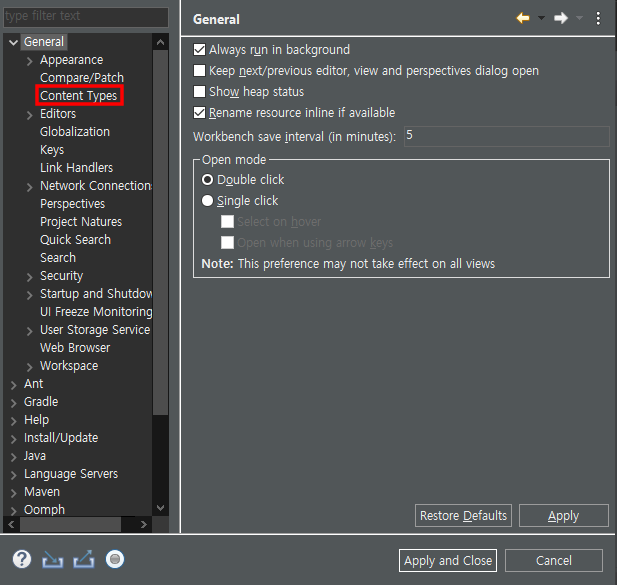 type filter text
General
Appearance
Compare/Patch
Content Types
Editors
Globalization
Keys
Link Handlers
Network Connection
Perspectives
Project Natures
Quick Search
Search
Security
Startup and Shutdow
UI Freeze Monitoring
User Storage Service
Web Browser
Workspace
Ant
Gradle
Help
Install/Update
Java
Language Servers
Maven
Oomph
General
Always run in background
Keep next/previous editor, view and perspectives dialog open
Show heap status
Rename resource inline if available
Workbench save interval (in minutes): 5
Open mode
Double click
Single click
Select on hover
Open when using arrow keys
Note: This preference may not take effect on all views
Restore Defaults
Apply
Apply and Close
Cancel